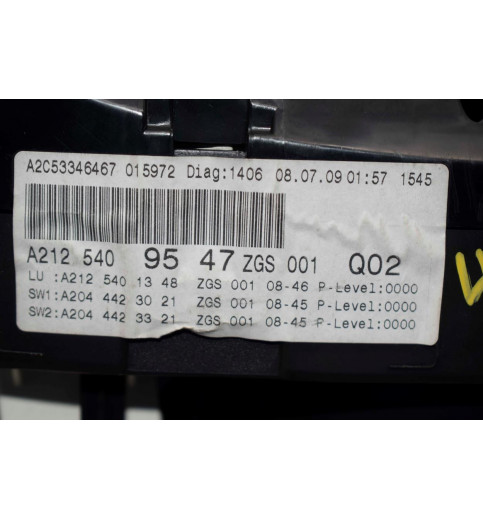 A2C53346467 015972 Diag:1406 08.07.09 01:57 1545
A212 540 95 47 ZGS 001 Q02
LU :A212 540 13 48 ZGS 001 08-46 P-Level:0000
SW1:A204 442 30 21 ZGS 001 08-45 P-Level:0000
SW2:A204 442 33 21 ZGS 001 08-45 P-Level:0000